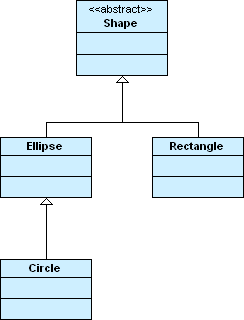 <<abstract>>
Shape
Ellipse
Rectangle
Circle